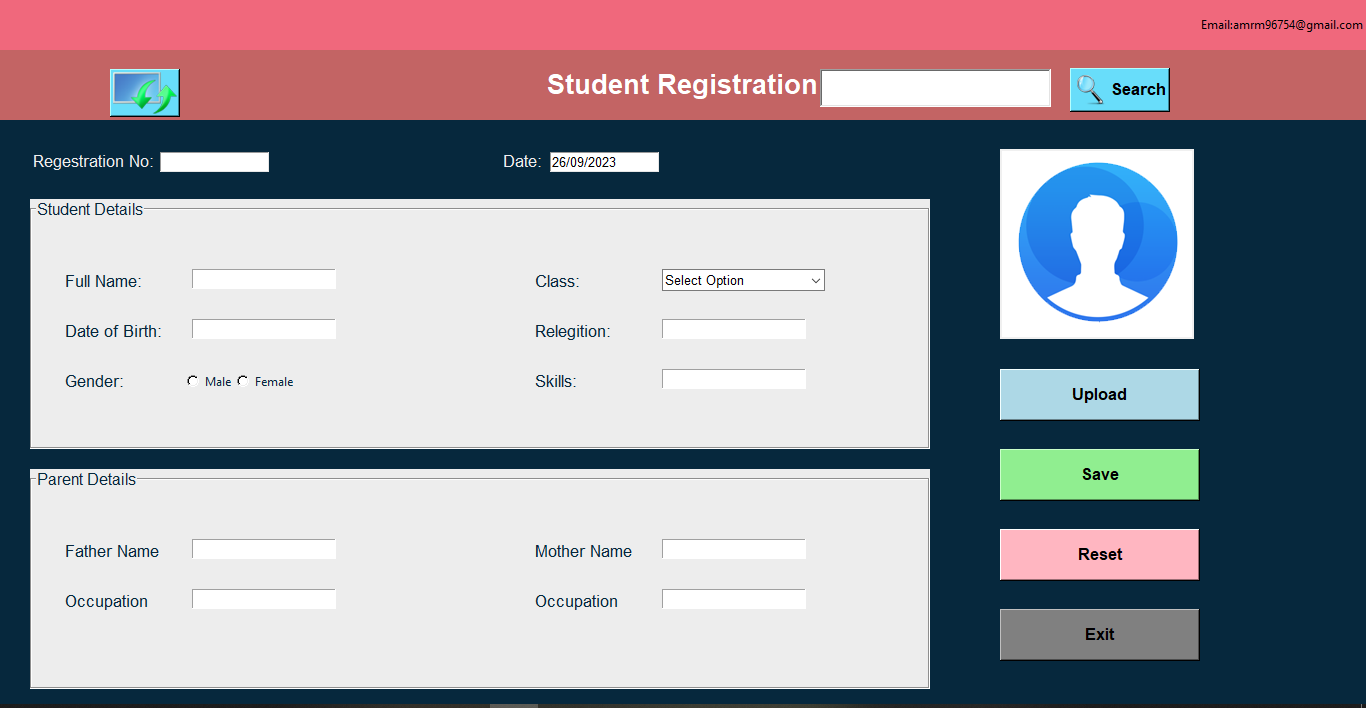 Email:amrm96754@gmail.com
Student Registration
Search
Regestration No:
Date: 26/09/2023
Student Details
Full Name:
Class: Select Option
Date of Birth:
Relegition:
Gender: Male Female
Skills:
Upload
Save
Parent Details
Father Name
Mother Name
Reset
Occupation
Occupation
Exit